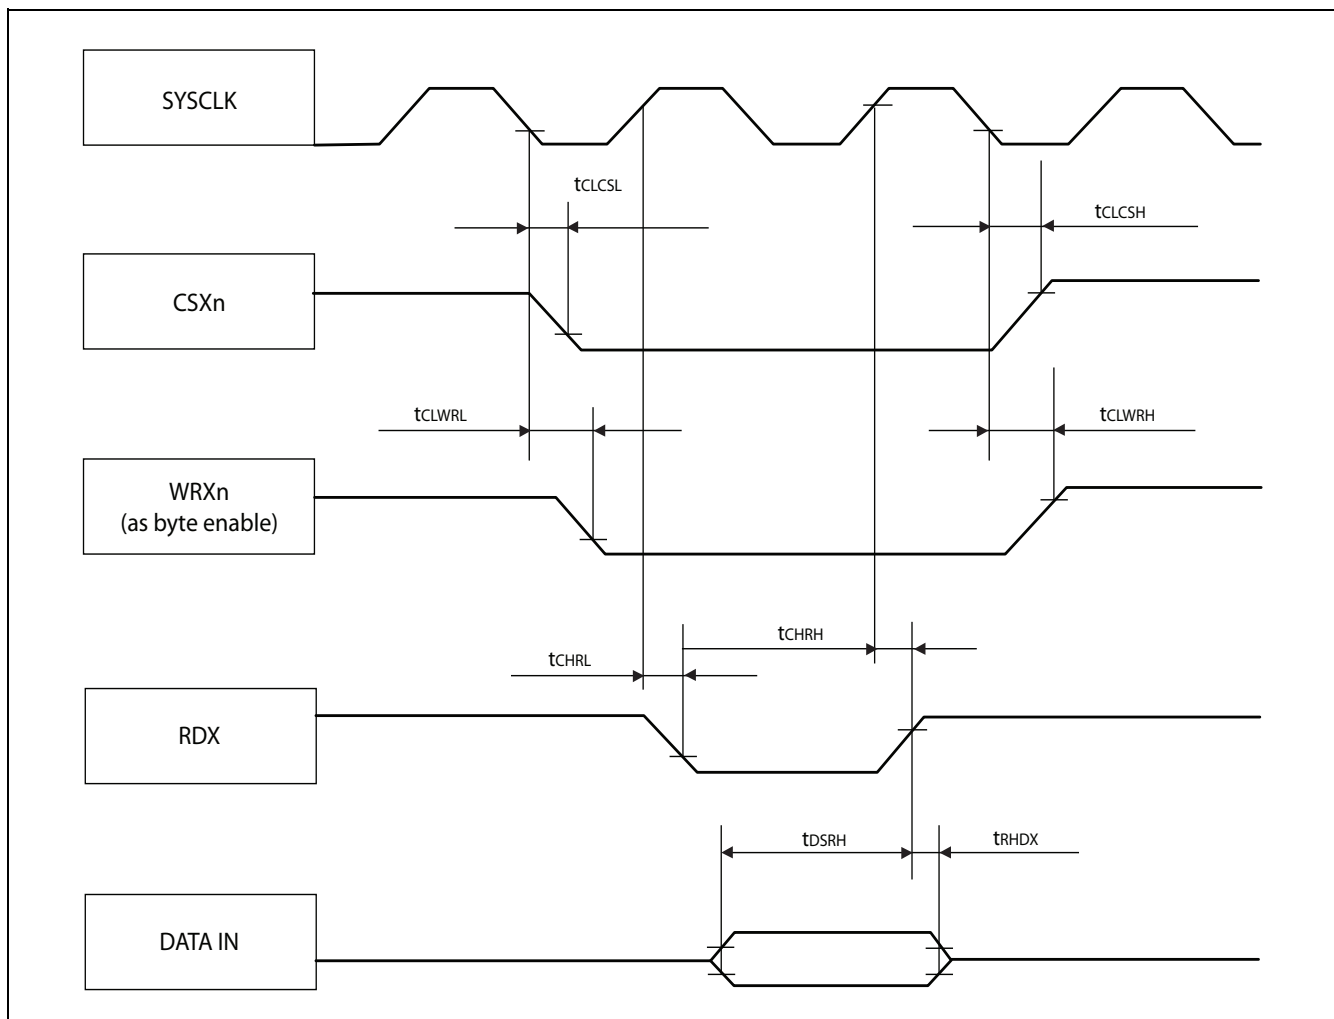 SYSCLK
tCLCSL
tCLCSH
CSXn
tCLWRL
tCLWRH
WRXn
(as byte enable)
tCHRH
tCHRL
RDX
tDSRH
tRHDX
DATA IN